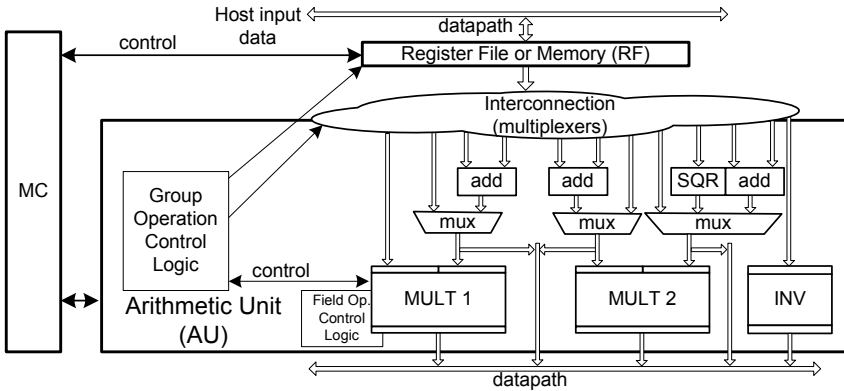 Host input
data
datapath
control
Register File or Memory (RF)
Interconnection
(multiplexers)
MC
Group
Operation
Control
Logic
add
add
SQR
add
mux
mux
mux
control
Arithmetic Unit
(AU)
Field Op.
Control
Logic
MULT 1
MULT 2
INV
datapath